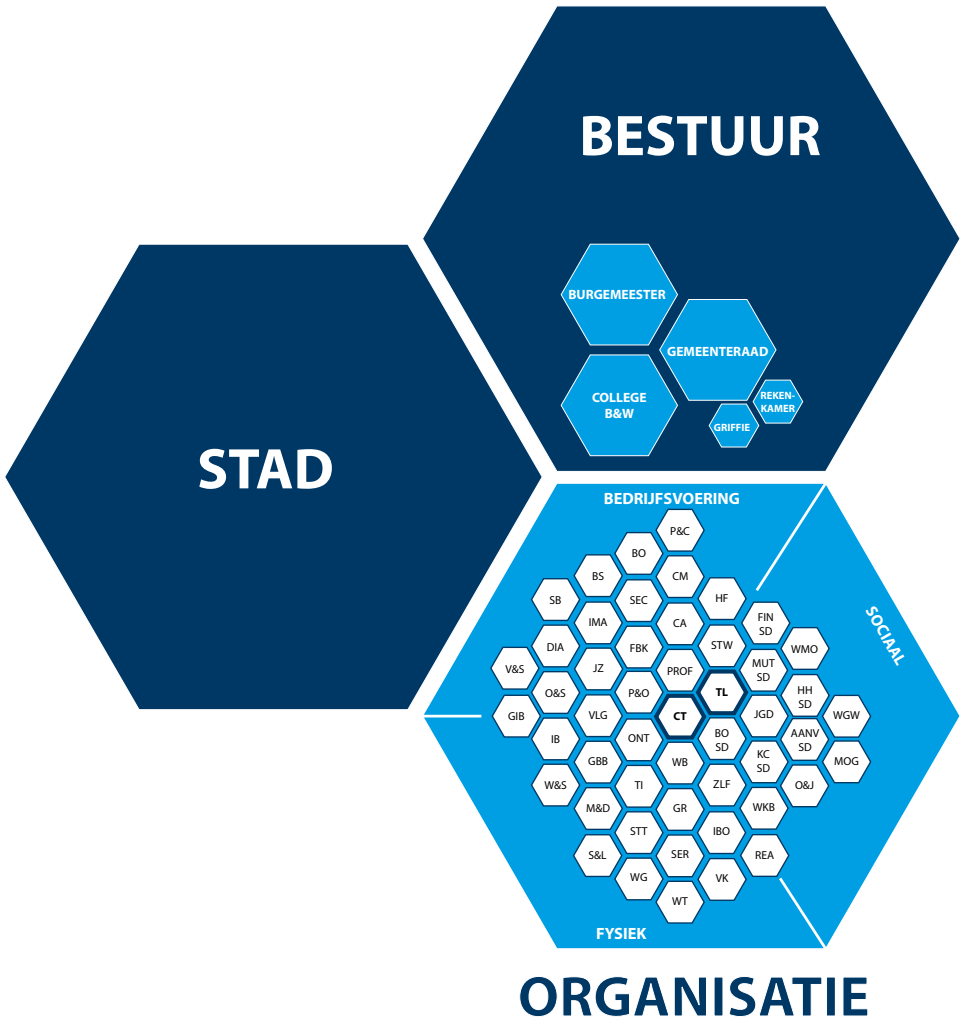 BESTUUR
BURGEMEESTER
GEMEENTERAAD
COLLEGE
B&W
REKEN-
KAMER
GRIFFIE
STAD
BEDRIJFSVOERING
P&C
BO
BS
CM
SB
SEC
HF
IMA
CA
FIN
SD
DIA
FBK
STW
WMO
V&S
JZ
PROF
MUT
SD
O&S
P&O
TL
HH
SD
GIB
VLG
CT
JGD
WGW
IB
ONT
BO
SD
AANV
SD
GBB
WB
KC
SD
MOG
W&S
TI
ZLF
O&J
M&D
GR
WKB
STT
IBO
S&L
SER
REA
WG
VK
WT
SOCIAAL
FYSIEK
ORGANISATIE